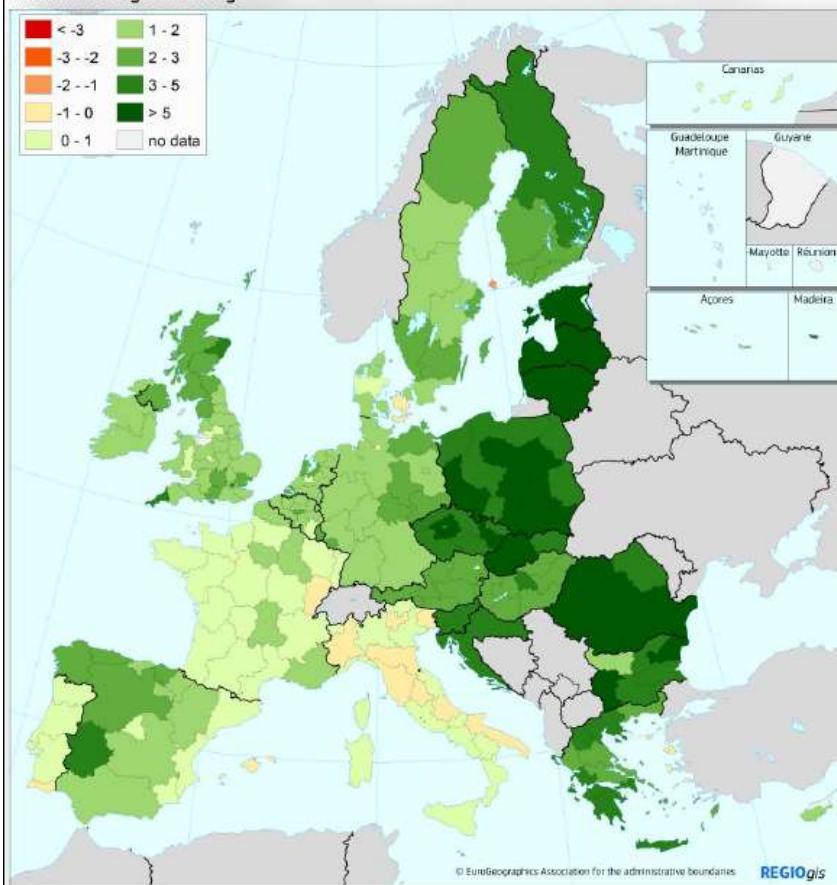 < -3
-3 - -2
-2 - -1
-1 - 0
0 - 1
1 - 2
2 - 3
3 - 5
> 5
no data
Canarias
Guadeloupe
Martinique
Guyane
Mayotte
Réunion
Açores
Madeira
© EuroGeographics Association for the administrative boundaries
REGIOgis